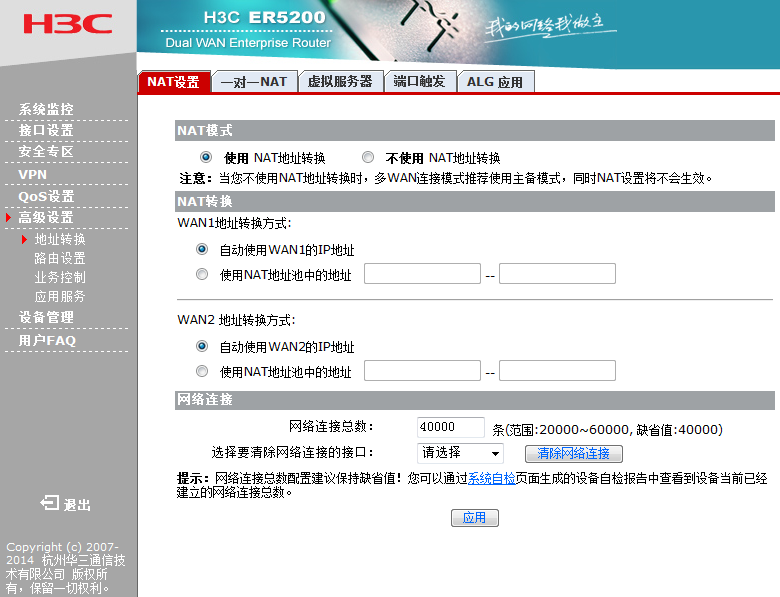 H3C
H3C ER5200
Dual WAN Enterprise Router
我的网络我做主
NAT设置
一对一NAT
虚拟服务器
端口触发
ALG 应用
系统监控
接口设置
安全专区
VPN
QoS设置
高级设置
地址转换
路由设置
业务控制
应用服务
设备管理
用户FAQ
退出
Copyright (c) 2007-
2014 杭州华三通信技
术有限公司 版权所
有，保留一切权利。
NAT模式
使用 NAT地址转换 不使用 NAT地址转换
注意：当您不使用NAT地址转换时，多WAN连接模式推荐使用主备模式，同时NAT设置将不会生效。
NAT转换
WAN1地址转换方式：
自动使用WAN1的IP地址
使用NAT地址池中的地址 --
WAN2 地址转换方式：
自动使用WAN2的IP地址
使用NAT地址池中的地址 --
网络连接
网络连接总数： 40000 条(范围:20000~60000, 缺省值:40000)
选择要清除网络连接的接口： 请选择 清除网络连接
提示：网络连接总数配置建议保持缺省值！您可以通过系统自检页面生成的设备自检报告中查看到设备当前已经
建立的网络连接总数。
应用